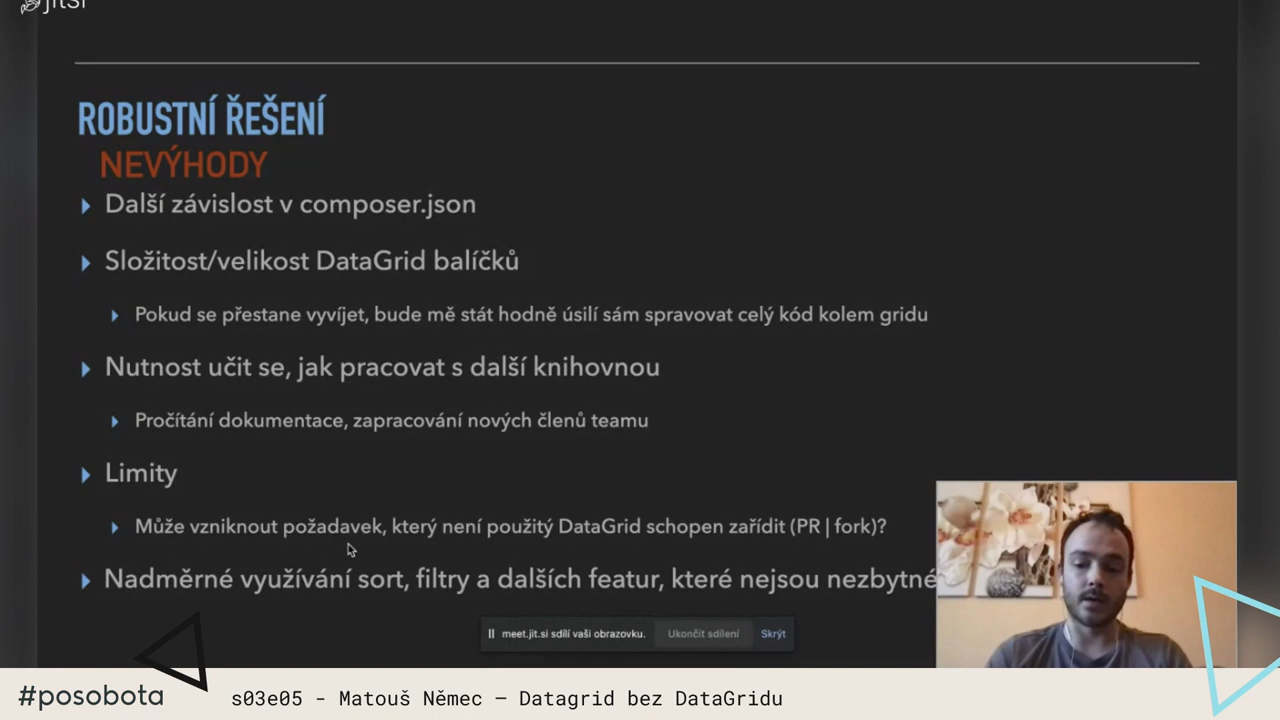 jitsi
ROBUSTNÍ ŘEŠENÍ
NEVÝHODY
Další závislost v composer.json
Složitost/velikost DataGrid balíčků
Pokud se přestane vyvíjet, bude mě stát hodně úsilí sám spravovat celý kód kolem gridu
Nutnost učit se, jak pracovat s další knihovnou
Pročítání dokumentace, zapracování nových členů teamu
Limity
Může vzniknout požadavek, který není použitý DataGrid schopen zařídit (PR | fork)?
Nadměrné využívání sort, filtry a dalších featur, které nejsou nezbytné
meet.jit.si sdílí vaši obrazovku. Ukončit sdílení Skrýt
#posobota s03e05 - Matouš Němec – Datagrid bez DataGridu